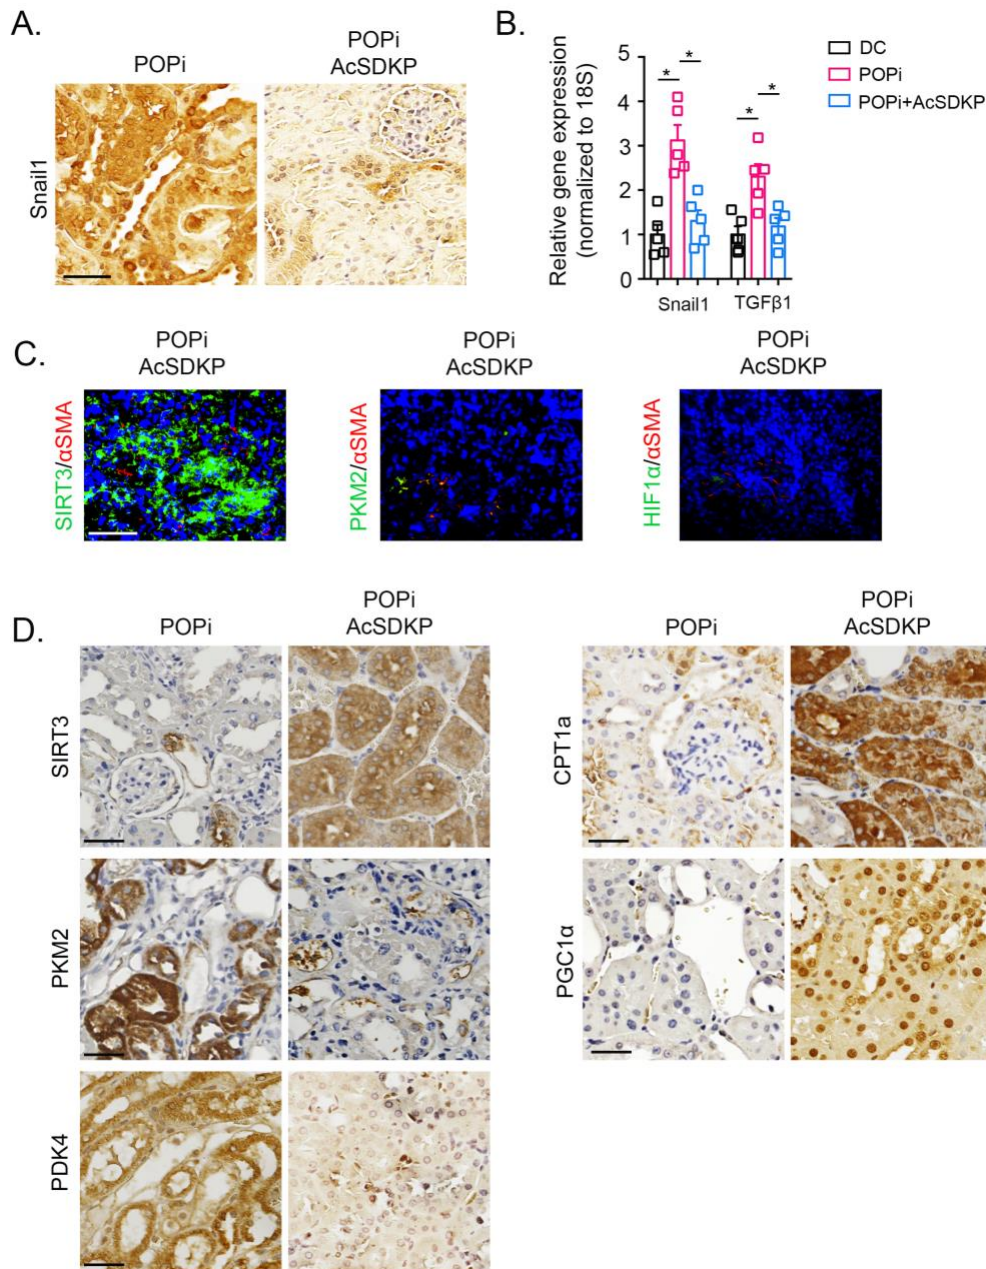 A.
POPi
POPi
AcSDKP
Snail1
B.
Relative gene expression
(normalized to 18S)
5
4
3
2
1
0
*
*
*
*
Snail1
TGFβ1
DC
POPi
POPi+AcSDKP
C.
POPi
AcSDKP
POPi
AcSDKP
POPi
AcSDKP
SIRT3/αSMA
PKM2/αSMA
HIF1α/αSMA
D.
POPi
POPi
AcSDKP
POPi
POPi
AcSDKP
SIRT3
CPT1a
PKM2
PGC1α
PDK4